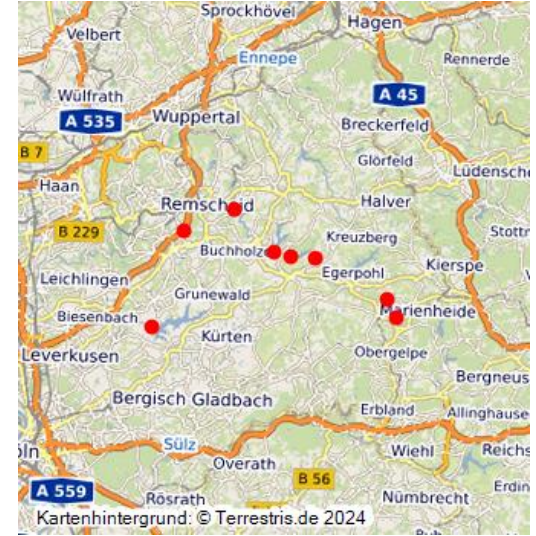 Sprockhövel
Velbert
Hagen
Ennepe
Rennerde
Wülfrath
A 45
A 535
Wuppertal
Breckerfeld
B 7
Glörfeld
Lüdensch
Haan
Remscheid
Halver
B 229
Stottr
Kreuzberg
Buchholze
Kierspe
Egerpohl
Leichlingen
Grunewald
Biesenbach
Marienheide
Kürten
Leverkusen
Obergelpe
Bergneus
Bergisch Gladbach
Erbland
Allinghause
Sülz
öln
Wiehl
Reichs
Overath
B 56
Erdin
A 559
Rösrath
Nümbrecht
Kartenhintergrund: © Terrestris.de 2024